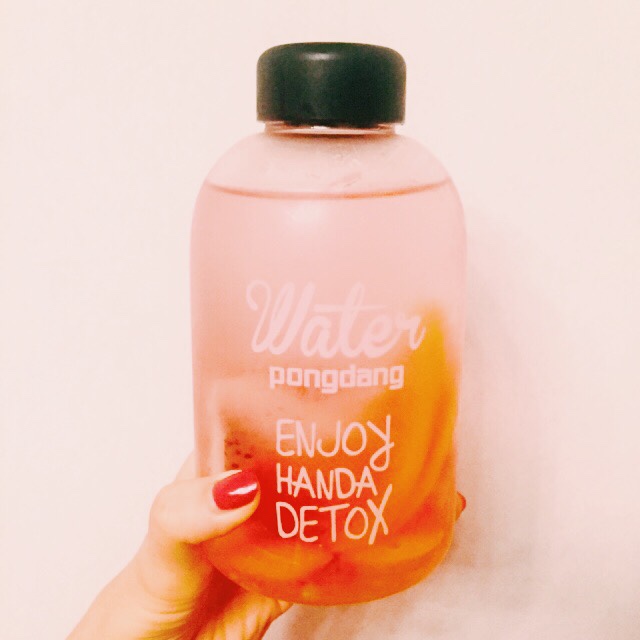 Water
pongdang
ENJOY
HANDA
DETOX